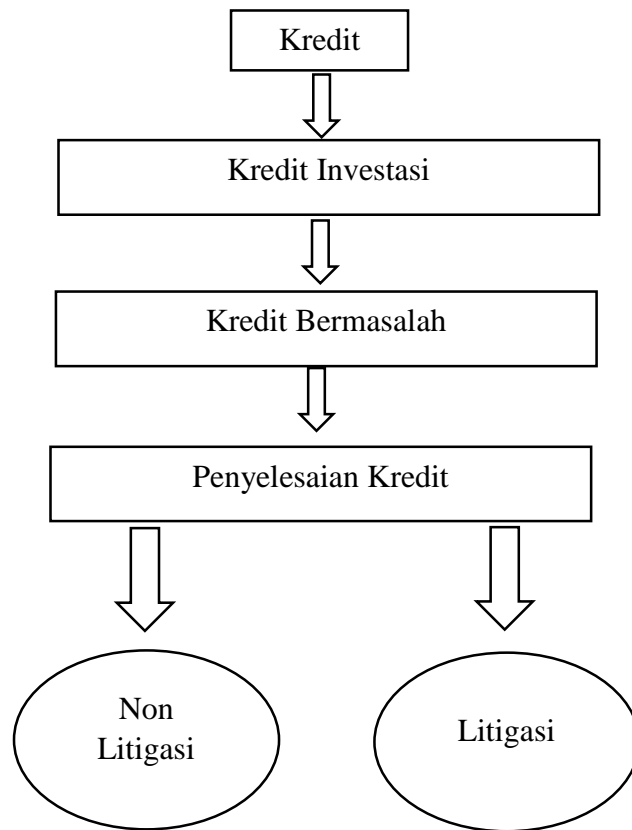 Kredit
Kredit Investasi
Kredit Bermasalah
Penyelesaian Kredit
Non
Litigasi
Litigasi